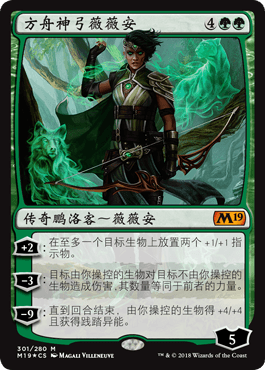 方舟神弓薇薇安 4
传奇鹏洛客～薇薇安 M19
+2 ：在至多一个目标生物上放置两个 +1/+1 指
示物。
-3 ：目标由你操控的生物对目标不由你操控的
生物造成伤害，其数量等同于前者的力量。
-9 ：直到回合结束，由你操控的生物得 +4/+4
且获得践踏异能。
5
301/280 M
M19 ★ CS MAGALI VILLENEUVE
™ & © 2018 Wizards of the Coast